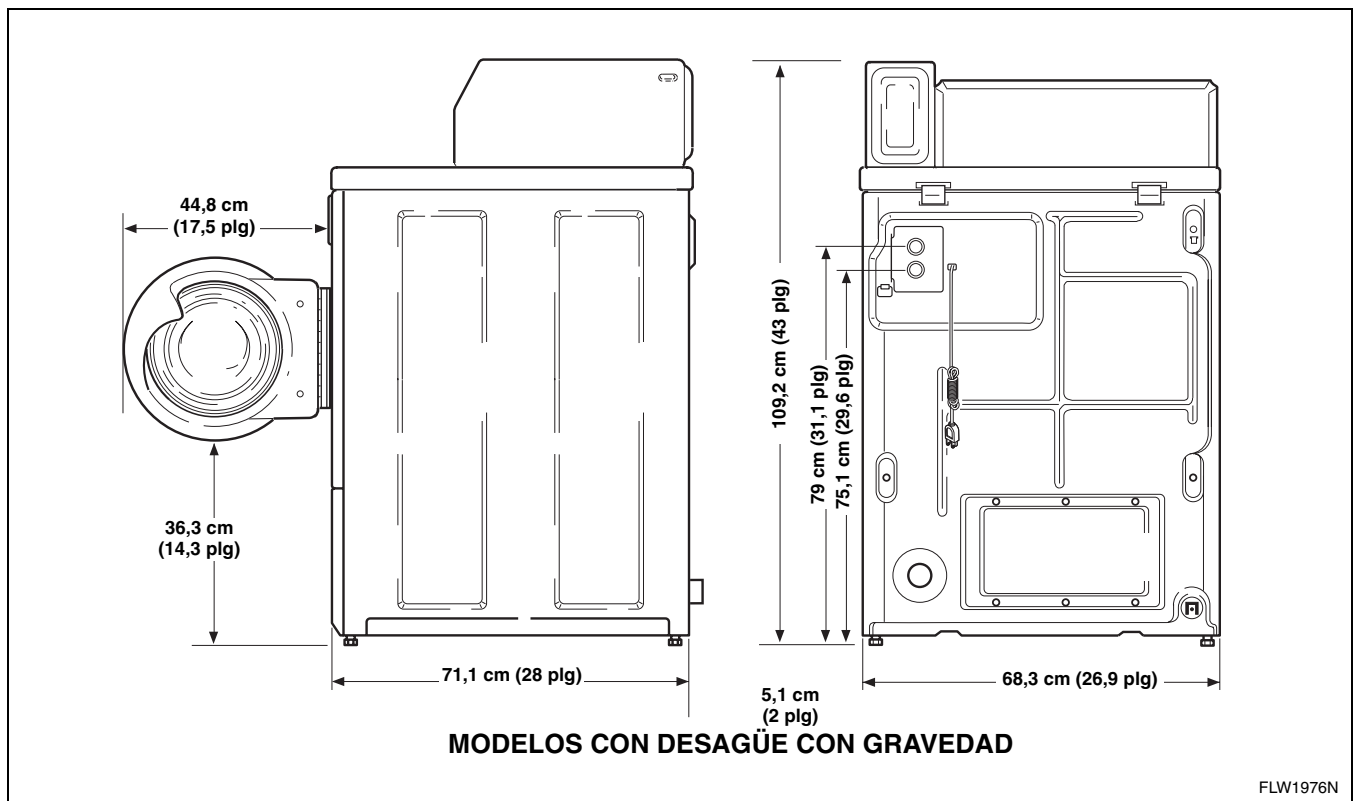 44,8 cm
(17,5 plg)
36,3 cm
(14,3 plg)
71,1 cm (28 plg)
109,2 cm (43 plg)
79 cm (31,1 plg)
75,1 cm (29,6 plg)
5,1 cm
(2 plg)
68,3 cm (26,9 plg)
MODELOS CON DESAGÜE CON GRAVEDAD
FLW1976N